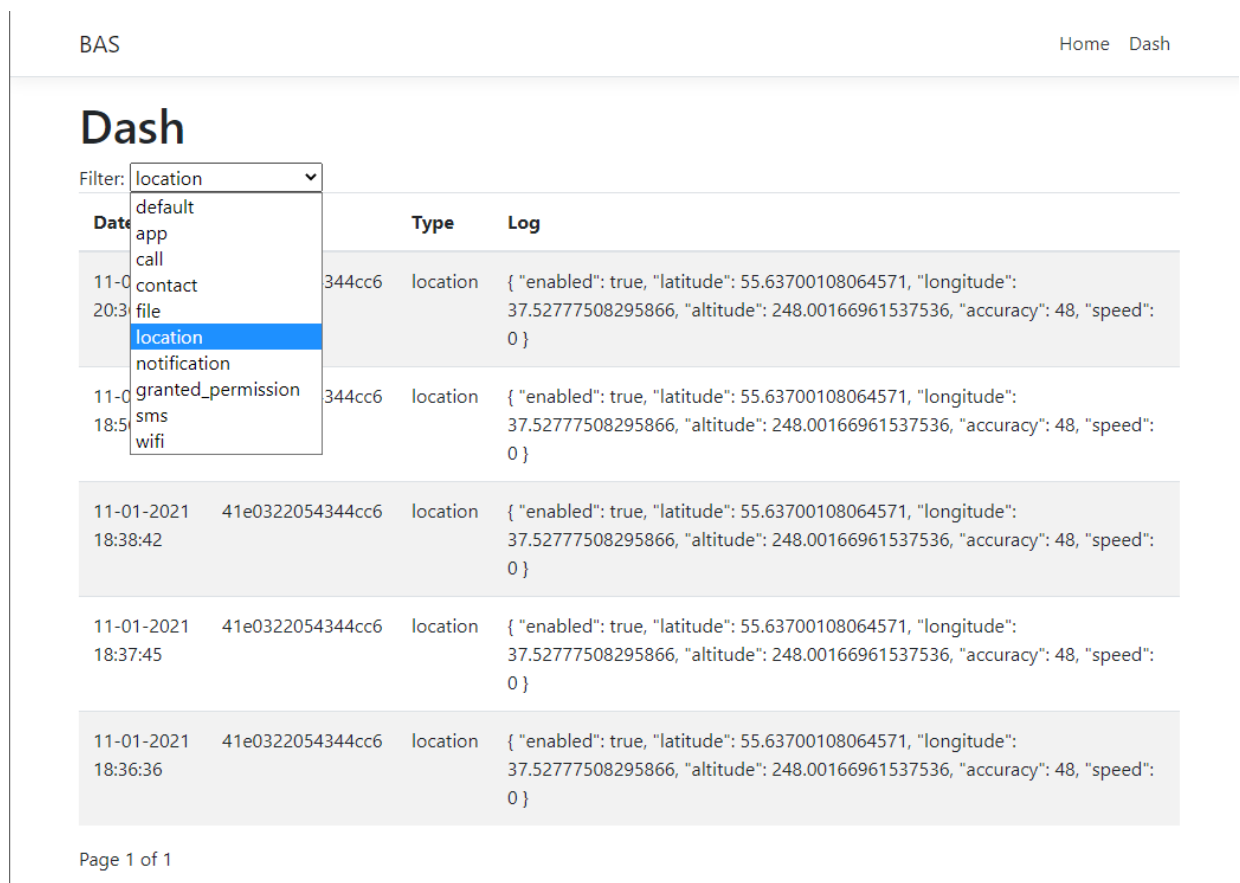 BAS
Home Dash
Dash
Filter: location
default
app
call
contact
file
location
notification
granted_permission
sms
wifi
Date Type Log
344cc6 location { "enabled": true, "latitude": 55.63700108064571, "longitude":
37.52777508295866, "altitude": 248.00166961537536, "accuracy": 48, "speed":
0 }
344cc6 location { "enabled": true, "latitude": 55.63700108064571, "longitude":
37.52777508295866, "altitude": 248.00166961537536, "accuracy": 48, "speed":
0 }
11-01-2021 41e0322054344cc6 location { "enabled": true, "latitude": 55.63700108064571, "longitude":
18:38:42 37.52777508295866, "altitude": 248.00166961537536, "accuracy": 48, "speed":
0 }
11-01-2021 41e0322054344cc6 location { "enabled": true, "latitude": 55.63700108064571, "longitude":
18:37:45 37.52777508295866, "altitude": 248.00166961537536, "accuracy": 48, "speed":
0 }
11-01-2021 41e0322054344cc6 location { "enabled": true, "latitude": 55.63700108064571, "longitude":
18:36:36 37.52777508295866, "altitude": 248.00166961537536, "accuracy": 48, "speed":
0 }
Page 1 of 1